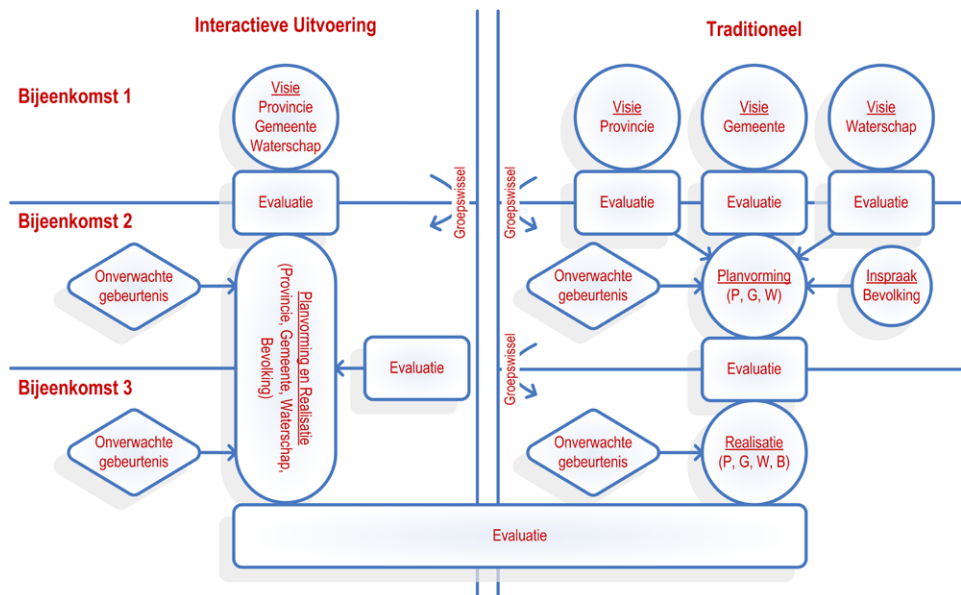 Interactieve Uitvoering
Traditioneel
Bijeenkomst 1
Visie
Provincie
Gemeente
Waterschap
Visie
Provincie
Visie
Gemeente
Visie
Waterschap
Evaluatie
Groepswissel
Groepswissel
Evaluatie
Evaluatie
Evaluatie
Bijeenkomst 2
Onverwachte
gebeurtenis
Planvorming en Realisatie
(Provincie, Gemeente, Waterschap,
Bevolking)
Onverwachte
gebeurtenis
Planvorming
(P, G, W)
Inspraak
Bevolking
Evaluatie
Groepswissel
Evaluatie
Bijeenkomst 3
Onverwachte
gebeurtenis
Onverwachte
gebeurtenis
Realisatie
(P, G, W, B)
Evaluatie